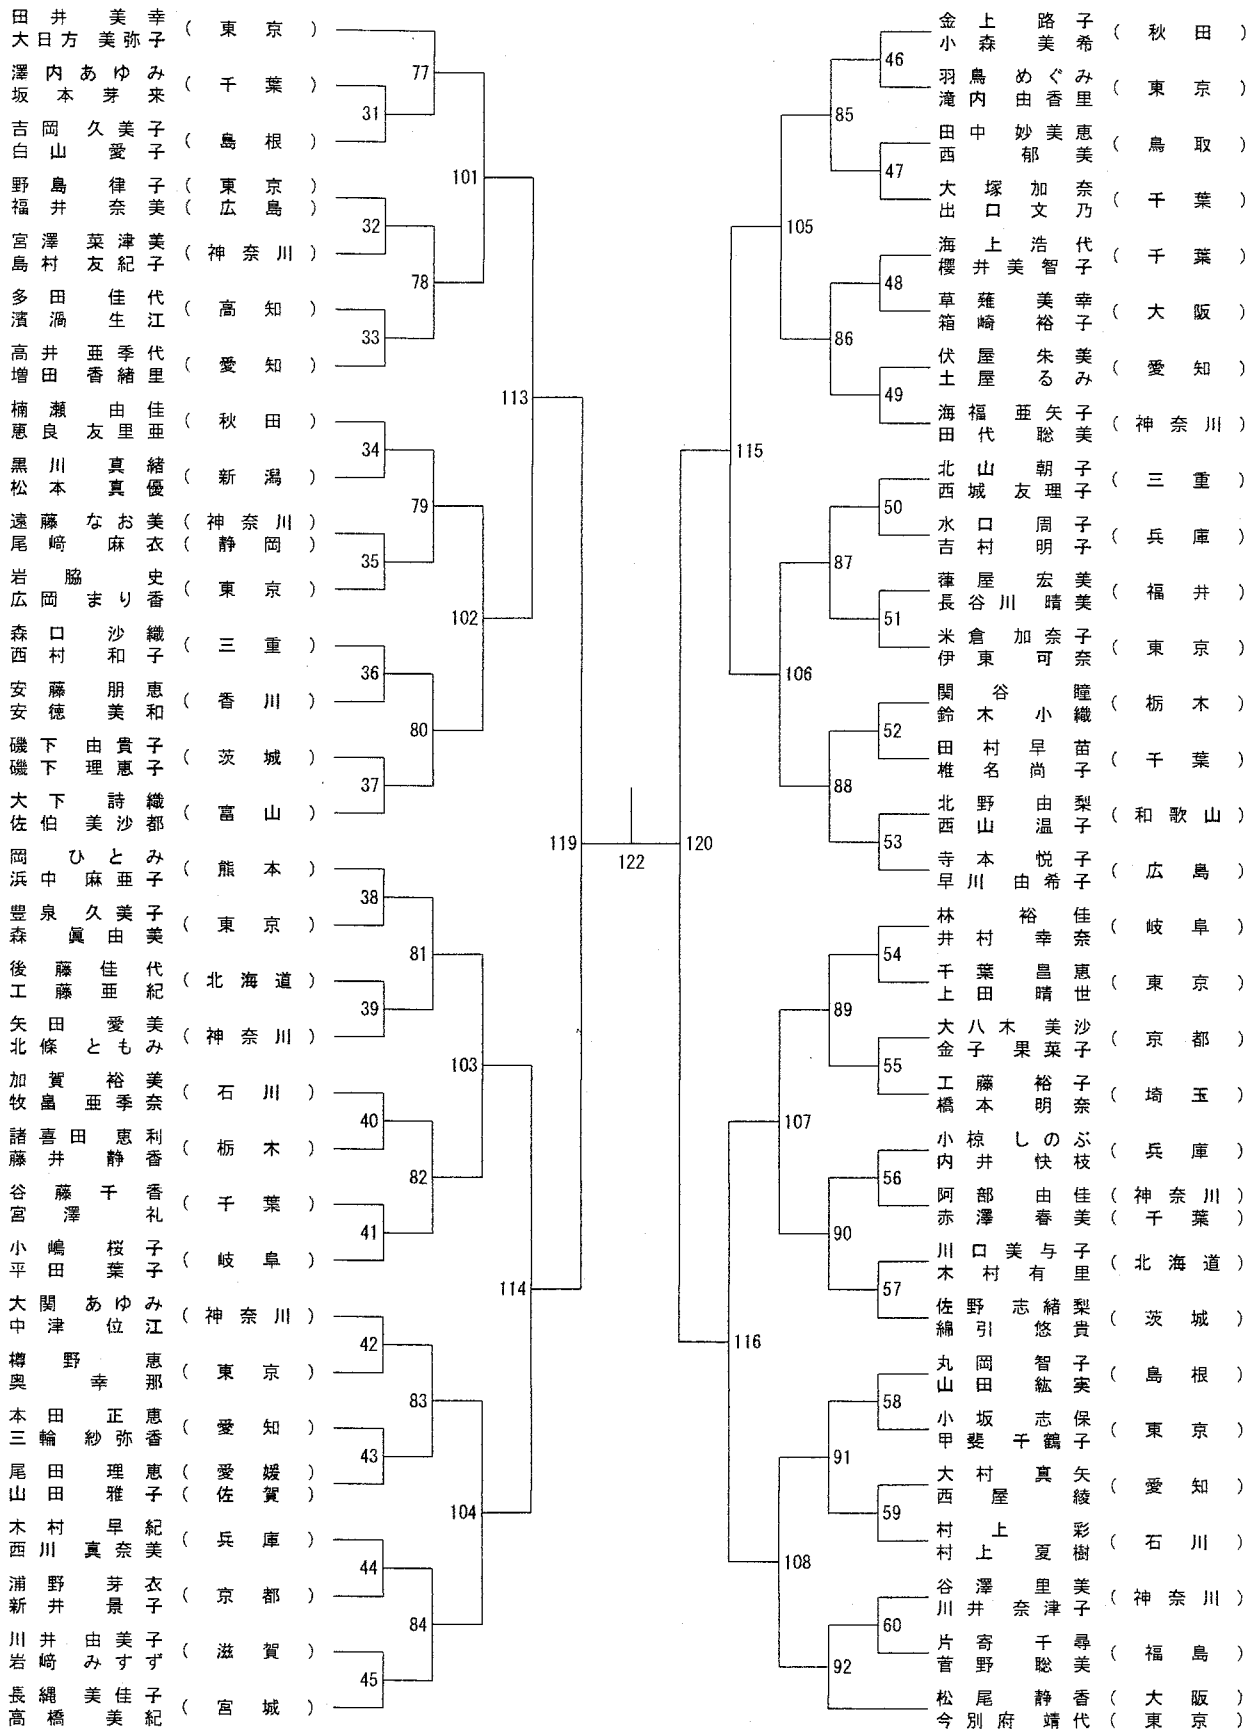 田井 美幸
大日方 美弥子 (東京)
澤内あゆみ
坂本芽来 (千葉)
吉岡 久美子
白山 愛子 (島根)
野島 律子 (東京)
福井 奈美 (広島)
宮澤 菜津美
島村 友紀子 (神奈川)
多田 佳代
濱渦 生江 (高知)
高井 亜季代
増田 香緒里 (愛知)
楠瀬 由佳
恵良 友里亜 (秋田)
黒川 真緒
松本 真優 (新潟)
遠藤 なお美 (神奈川)
尾崎 麻衣 (静岡)
岩脇 史
広岡 まり香 (東京)
森口 沙織
西村 和子 (三重)
安藤 朋恵
安徳 美和 (香川)
磯下 由貴子
磯下 理恵子 (茨城)
大下 詩織
佐伯 美沙都 (富山)
岡 ひとみ
浜中 麻亜子 (熊本)
豊泉 久美子
森 眞由美 (東京)
後藤佳代
工藤亜紀 (北海道)
矢田 愛美
北條 ともみ (神奈川)
加賀 裕美
牧畠 亜季奈 (石川)
諸喜田 恵利
藤井 静香 (栃木)
谷藤千香
宮澤 礼 (千葉)
小嶋 桜子
平田 葉子 (岐阜)
大関 あゆみ
中津 位江 (神奈川)
樽野 恵
奥 幸那 (東京)
本田 正恵
三輪 紗弥香 (愛知)
尾田 理恵 (愛媛)
山田 雅子 (佐賀)
木村 早紀
西川 真奈美 (兵庫)
浦野 芽衣
新井 景子 (京都)
川井 由美子
岩崎 みすず (滋賀)
長縄 美佳子
高橋 美紀 (宮城)
77
31
101
32
78
33
113
34
79
35
102
36
80
37
119
38
81
39
103
40
82
41
114
42
83
43
104
44
84
45
122
120
46
85
47
105
48
86
49
115
50
87
51
106
52
88
53
54
89
55
107
56
90
57
116
58
91
59
108
60
92
金上 路子
小森 美希 (秋田)
羽鳥 めぐみ
滝内 由香里 (東京)
田中 妙美恵
西 郁美 (鳥取)
大塚加奈
出口文乃 (千葉)
海上浩代
櫻井美智子 (千葉)
草薙 美幸
箱崎 裕子 (大阪)
伏屋 朱美
土屋 るみ (愛知)
海福 亜矢子
田代 聡美 (神奈川)
北山 朝子
西城 友理子 (三重)
水口 周子
吉村 明子 (兵庫)
葎屋 宏美
長谷川 晴美 (福井)
米倉 加奈子
伊東 可奈 (東京)
関谷 瞳
鈴木 小織 (栃木)
田村早苗
椎名尚子 (千葉)
北野 由梨
西山 温子 (和歌山)
寺本 悦子
早川 由希子 (広島)
林 裕佳
井村 幸奈 (岐阜)
千葉昌恵
上田晴世 (東京)
大八木 美沙
金子 果菜子 (京都)
工藤裕子
橋本明奈 (埼玉)
小椋 しのぶ
内井 快枝 (兵庫)
阿部 由佳 (神奈川)
赤澤 春美 (千葉)
川口美与子
木村有里 (北海道)
佐野 志緒梨
綿引 悠貴 (茨城)
丸岡 智子
山田 紘実 (島根)
小坂 志保
甲斐 千鶴子 (東京)
大村 真矢
西屋 綾 (愛知)
村上 彩
村上 夏樹 (石川)
谷澤 里美
川井 奈津子 (神奈川)
片寄 千尋
菅野 聡美 (福島)
松尾 静香 (大阪)
今別府 靖代 (東京)